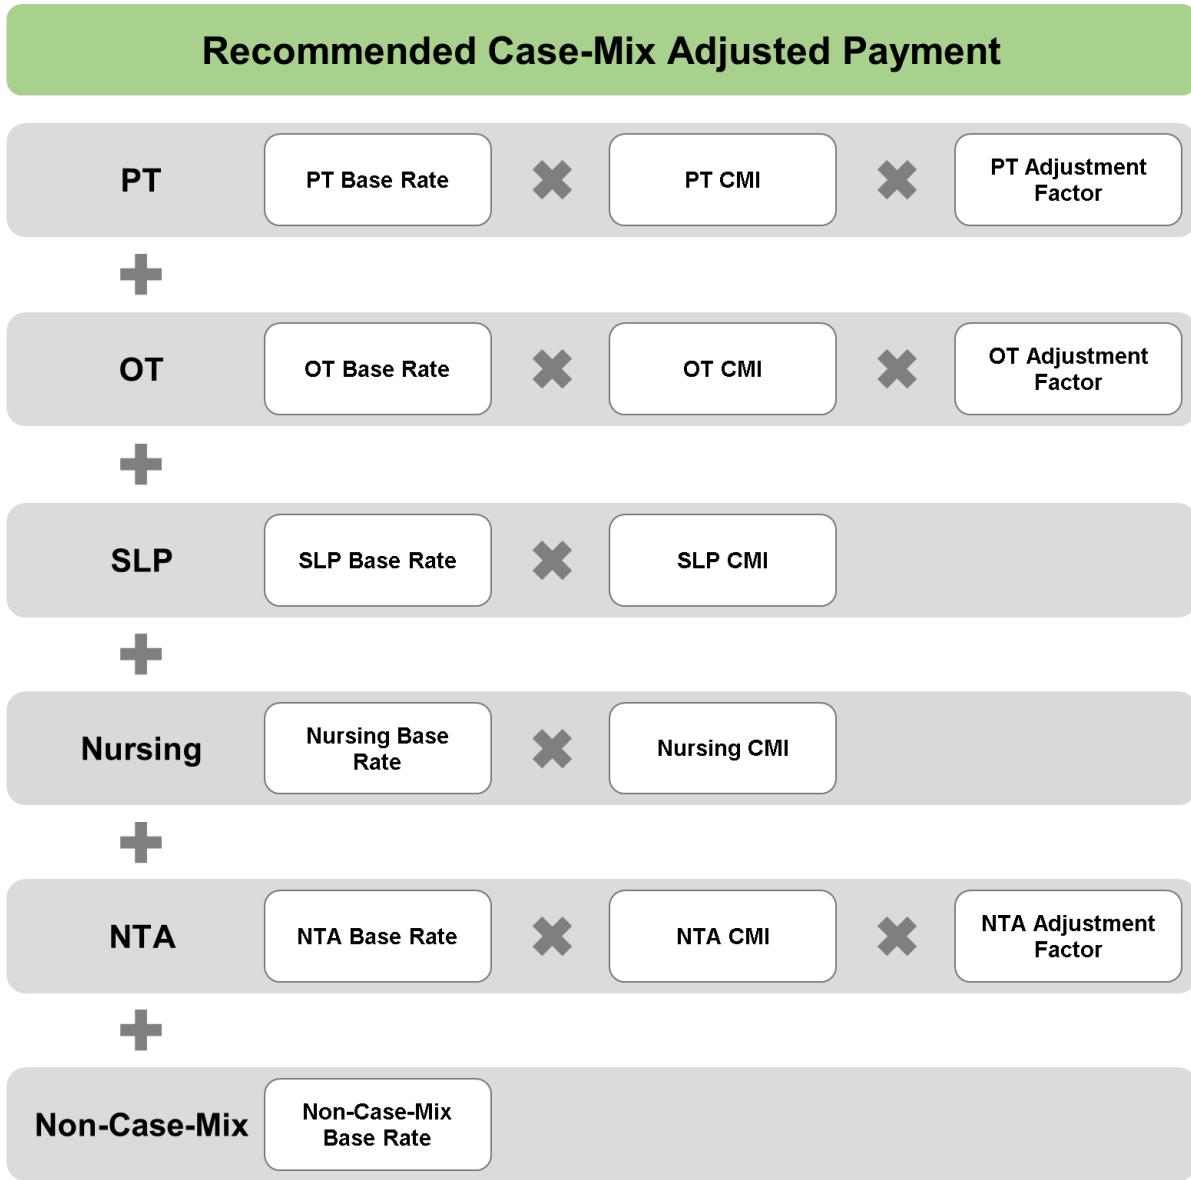 Recommended Case-Mix Adjusted Payment
PT
PT Base Rate
PT CMI
PT Adjustment
Factor
OT
OT Base Rate
OT CMI
OT Adjustment
Factor
SLP
SLP Base Rate
SLP CMI
Nursing
Nursing Base
Rate
Nursing CMI
NTA
NTA Base Rate
NTA CMI
NTA Adjustment
Factor
Non-Case-Mix
Non-Case-Mix
Base Rate